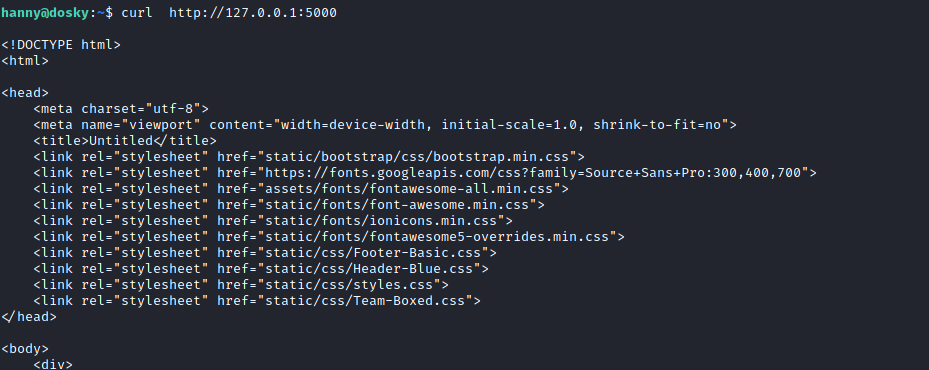 hanny@dosky:~$ curl  http://127.0.0.1:5000

<!DOCTYPE html>
<html>

<head>
    <meta charset="utf-8">
    <meta name="viewport" content="width=device-width, initial-scale=1.0, shrink-to-fit=no">
    <title>Untitled</title>
    <link rel="stylesheet" href="static/bootstrap/css/bootstrap.min.css">
    <link rel="stylesheet" href="https://fonts.googleapis.com/css?family=Source+Sans+Pro:300,400,700">
    <link rel="stylesheet" href="assets/fonts/fontawesome-all.min.css">
    <link rel="stylesheet" href="static/fonts/font-awesome.min.css">
    <link rel="stylesheet" href="static/fonts/ionicons.min.css">
    <link rel="stylesheet" href="static/fonts/fontawesome5-overrides.min.css">
    <link rel="stylesheet" href="static/css/Footer-Basic.css">
    <link rel="stylesheet" href="static/css/Header-Blue.css">
    <link rel="stylesheet" href="static/css/styles.css">
    <link rel="stylesheet" href="static/css/Team-Boxed.css">
</head>

<body>
    <div>